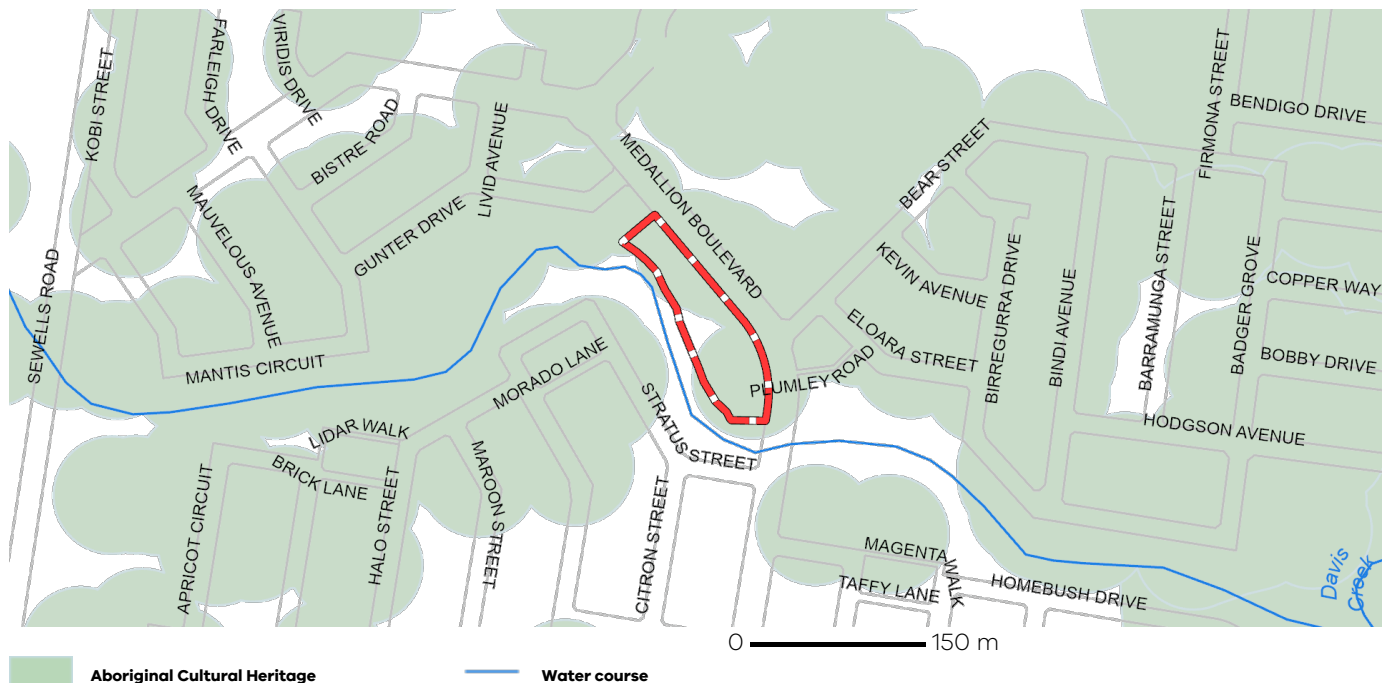 KOBI STREET
FARLEIGH DRIVE
VIRIDIS DRIVE
BISTRE ROAD
LIVID AVENUE
MEDALLION BOULEVARD
BEAR STREET
FIRMONA STREET
BENDIGO DRIVE
MAUVELOUS AVENUE
GUNTER DRIVE
KEVIN AVENUE
BIRREGURRA DRIVE
BINDI AVENUE
BARRAMUNGA STREET
BADGER GROVE
COPPER WAY
SEWELLS ROAD
MANTIS CIRCUIT
MORADO LANE
ELOARA STREET
PLUMLEY ROAD
BOBBY DRIVE
LIDAR WALK
STRATUS STREET
HODGSON AVENUE
BRICK LANE
APRICOT CIRCUIT
HALO STREET
MAROON STREET
CITRON STREET
MAGENTA WALK
TAFFY LANE
HOMEBUSH DRIVE
Davis
Creek
0 150 m
Aboriginal Cultural Heritage
Water course